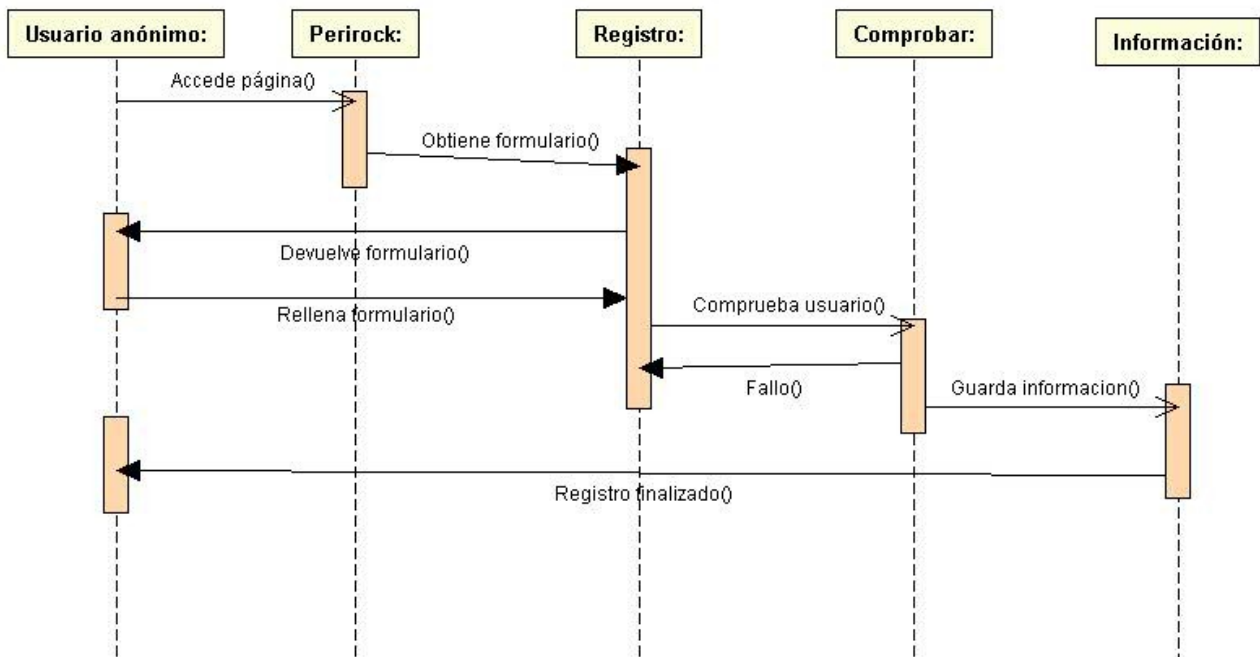 Usuario anónimo:
Perirock:
Registro:
Comprobar:
Información:
Accede página()
Obtiene formulario()
Devuelve formulario()
Rellena formulario()
Comprueba usuario()
Fallo()
Guarda informacion()
Registro finalizado()